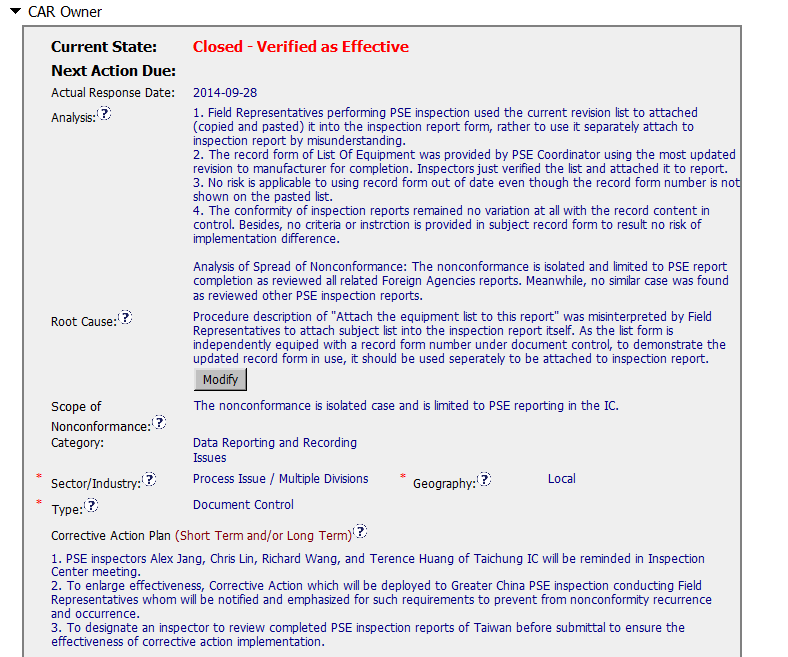 CAR Owner
Current State: Closed - Verified as Effective
Next Action Due:
Actual Response Date: 2014-09-28
Analysis:? 1. Field Representatives performing PSE inspection used the current revision list to attached
(copied and pasted) it into the inspection report form, rather to use it separately attach to
inspection report by misunderstanding.
2. The record form of List Of Equipment was provided by PSE Coordinator using the most updated
revision to manufacturer for completion. Inspectors just verified the list and attached it to report.
3. No risk is applicable to using record form out of date even though the record form number is not
shown on the pasted list.
4. The conformity of inspection reports remained no variation at all with the record content in
control. Besides, no criteria or instrction is provided in subject record form to result no risk of
implementation difference.
Analysis of Spread of Nonconformance: The nonconformance is isolated and limited to PSE report
completion as reviewed all related Foreign Agencies reports. Meanwhile, no similar case was found
as reviewed other PSE inspection reports.
Root Cause:? Procedure description of "Attach the equipment list to this report" was misinterpreted by Field
Representatives to attach subject list into the inspection report itself. As the list form is
independently equiped with a record form number under document control, to demonstrate the
updated record form in use, it should be used seperately to be attached to inspection report.
Modify
Scope of The nonconformance is isolated case and is limited to PSE reporting in the IC.
Nonconformance:?
Category: Data Reporting and Recording
Issues
* Sector/Industry:? Process Issue / Multiple Divisions * Geography:? Local
* Type:? Document Control
Corrective Action Plan (Short Term and/or Long Term)?
1. PSE inspectors Alex Jang, Chris Lin, Richard Wang, and Terence Huang of Taichung IC will be reminded in Inspection
Center meeting.
2. To enlarge effectiveness, Corrective Action which will be deployed to Greater China PSE inspection conducting Field
Representatives whom will be notified and emphasized for such requirements to prevent from nonconformity recurrence
and occurrence.
3. To designate an inspector to review completed PSE inspection reports of Taiwan before submittal to ensure the
effectiveness of corrective action implementation.